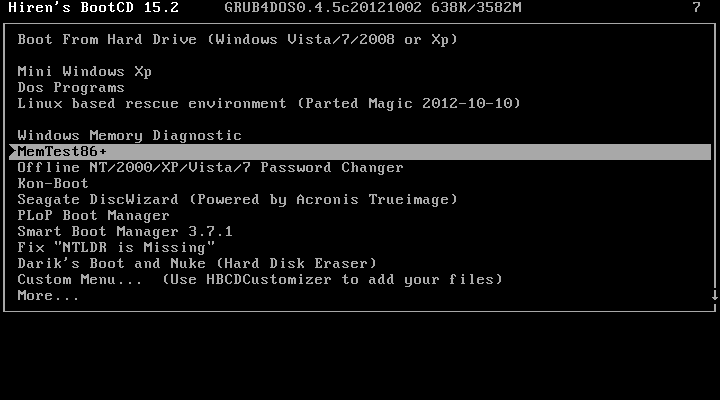 Hiren's BootCD 15.2 GRUB4DOS0.4.5c20121002 638K/3582M 7
Boot From Hard Drive (Windows Vista/7/2008 or Xp)
Mini Windows Xp
Dos Programs
Linux based rescue environment (Parted Magic 2012-10-10)
Windows Memory Diagnostic
>MemTest86+
Offline NT/2000/XP/Vista/7 Password Changer
Kon-Boot
Seagate DiscWizard (Powered by Acronis Trueimage)
PLoP Boot Manager
Smart Boot Manager 3.7.1
Fix "NTLDR is Missing"
Darik's Boot and Nuke (Hard Disk Eraser)
Custom Menu... (Use HBCDCustomizer to add your files)
More... ↓